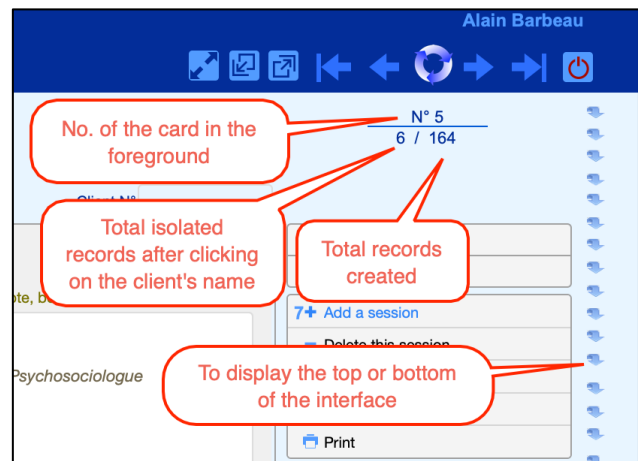 Alain Barbeau
N° 5
6 / 164
No. of the card in the
foreground
Client N°
Total isolated
records after clicking
on the client's name
Total records
created
7+ Add a session
Delete this session
Psychosociologue
To display the top or bottom
of the interface
Print